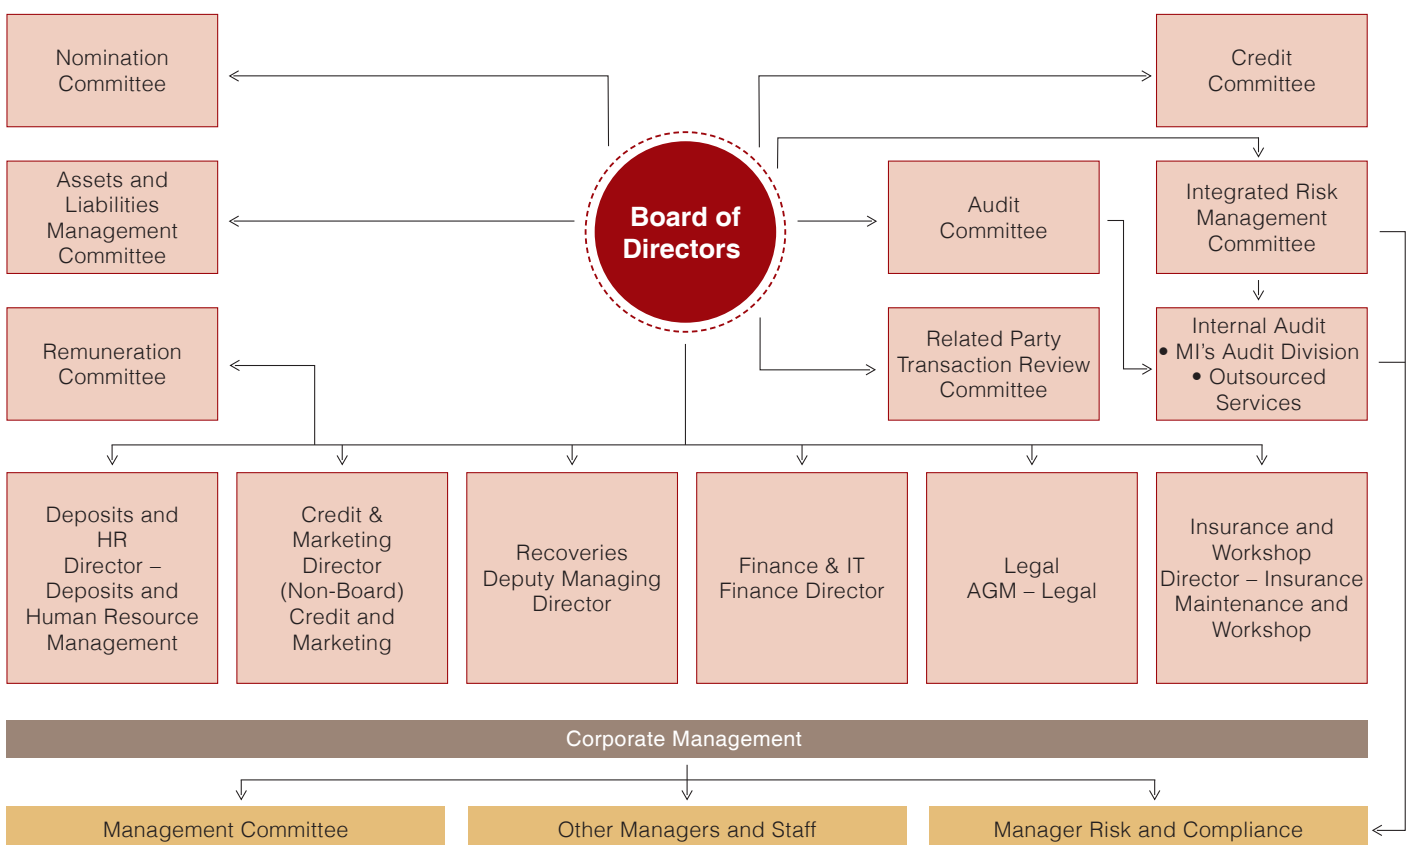 Nomination
Committee
Credit
Committee
Assets and
Liabilities
Management
Committee
Board of
Directors
Audit
Committee
Integrated Risk
Management
Committee
Remuneration
Committee
Related Party
Transaction Review
Committee
Internal Audit
• MI's Audit Division
• Outsourced
Services
Deposits and
HR
Director –
Deposits and
Human Resource
Management
Credit &
Marketing
Director
(Non-Board)
Credit and
Marketing
Recoveries
Deputy Managing
Director
Finance & IT
Finance Director
Legal
AGM – Legal
Insurance and
Workshop
Director – Insurance
Maintenance and
Workshop
Corporate Management
Management Committee
Other Managers and Staff
Manager Risk and Compliance